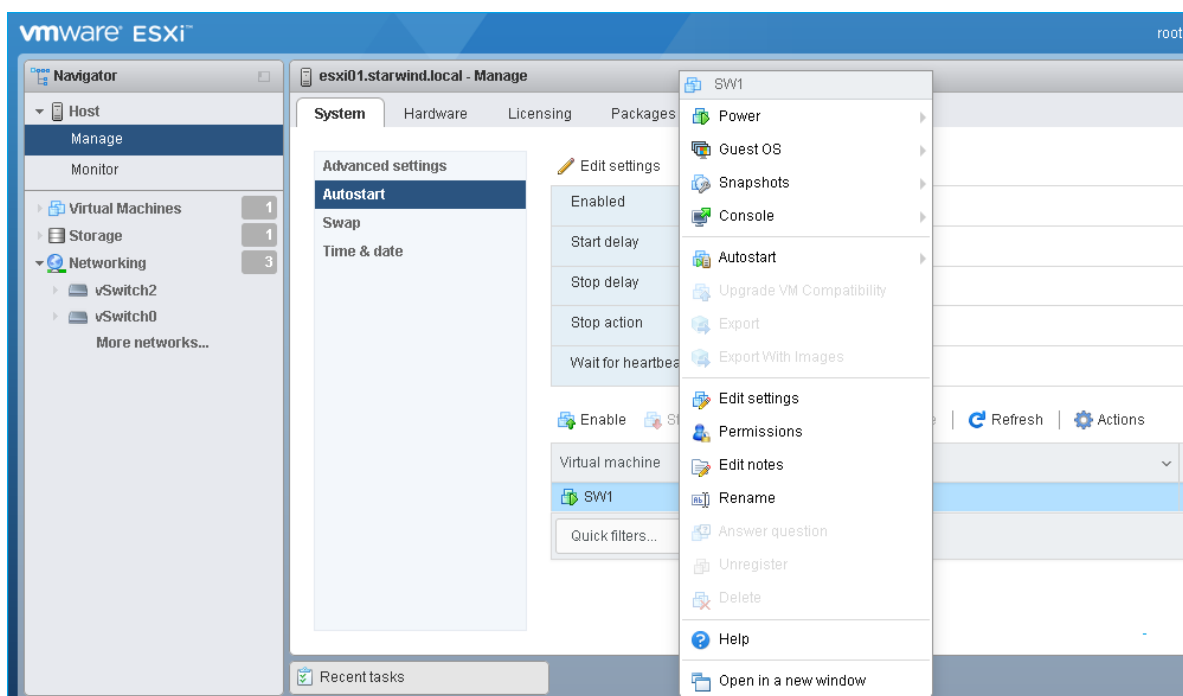 vmware ESXi™
root
Navigator
Host
Manage
Monitor
Virtual Machines 1
Storage 1
Networking 3
vSwitch2
vSwitch0
More networks...
esxi01.starwind.local - Manage
System Hardware Licensing Packages
Advanced settings
Autostart
Swap
Time & date
Edit settings
Enabled
Start delay
Stop delay
Stop action
Wait for heartbea
Enable Refresh Actions
Virtual machine
SW1
Quick filters...
SW1
Power
Guest OS
Snapshots
Console
Autostart
Upgrade VM Compatibility
Export
Export With Images
Edit settings
Permissions
Edit notes
Rename
Answer question
Unregister
Delete
Help
Open in a new window
Recent tasks